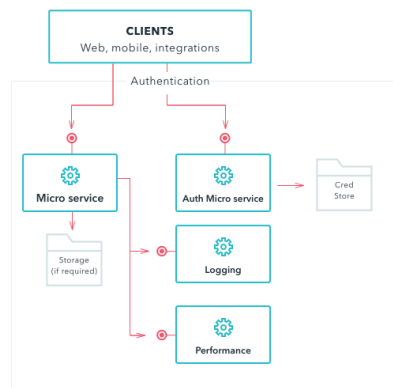 CLIENTS
Web, mobile, integrations
Authentication
Micro service
Auth Micro service
Cred
Store
Storage
(if required)
Logging
Performance